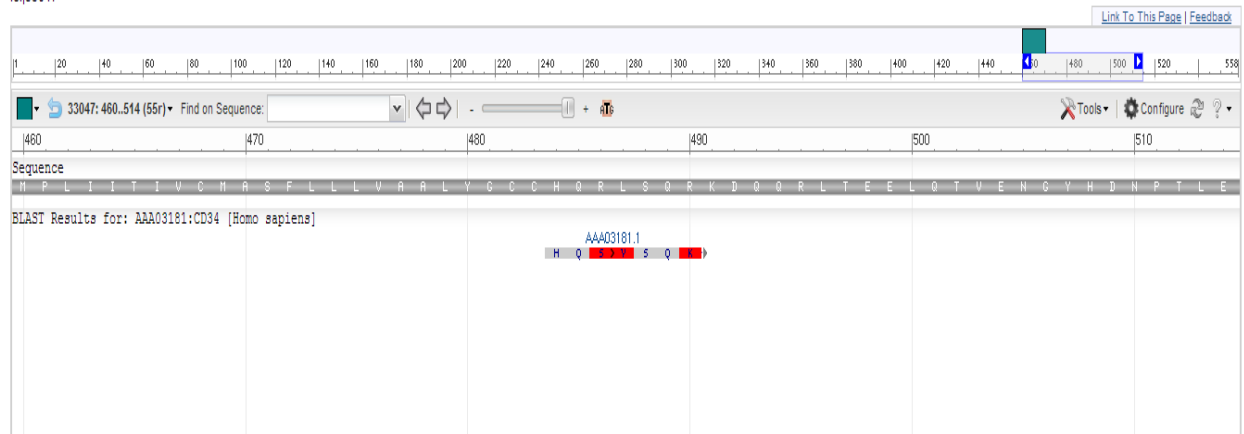 Link To This Page | Feedback
1 20 40 60 80 100 120 140 160 180 200 220 240 260 280 300 320 340 360 380 400 420 440 480 500 520 558
33047: 460..514 (55r) Find on Sequence: - + ATG Tools | Configure ?
460 470 480 490 500 510
Sequence
M P L I I T I V C M A S F L L L V A A L Y G C C H Q R L S Q R K D Q Q R L T E E L Q T V E N G Y H D N P T L E
BLAST Results for: AAA03181:CD34 [Homo sapiens]
AAA03181.1
H Q S Y S Q K